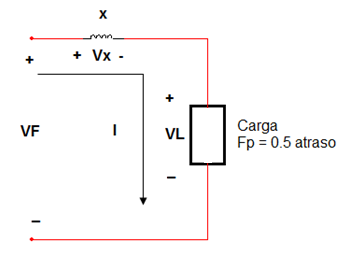 x
+ Vx -
+
+
VF
I
VL
Carga
Fp = 0.5 atraso
-
-